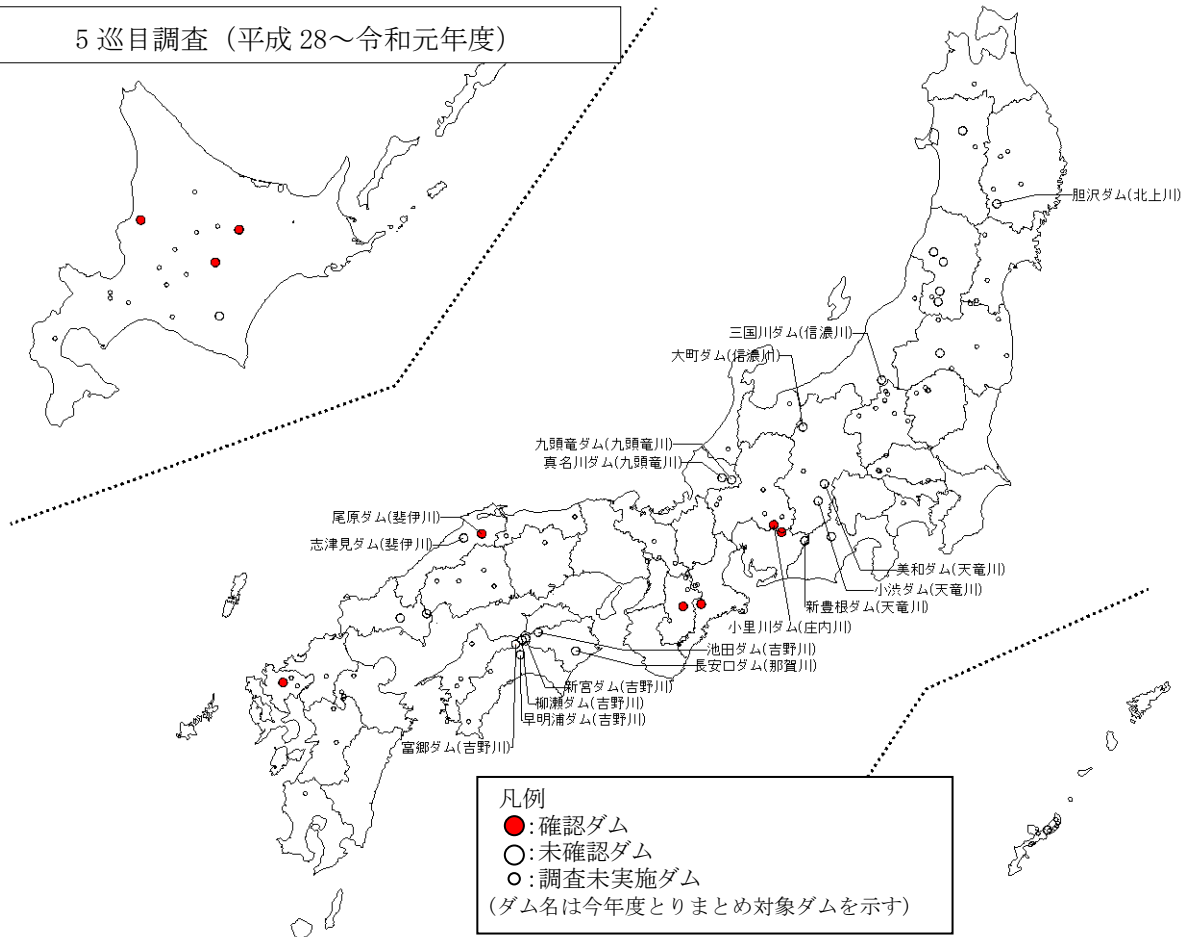 5巡目調査（平成28～令和元年度）
胆沢ダム(北上川)
三国川ダム(信濃川)
大町ダム(信濃川)
九頭竜ダム(九頭竜川)
真名川ダム(九頭竜川)
尾原ダム(斐伊川)
志津見ダム(斐伊川)
美和ダム(天竜川)
小渋ダム(天竜川)
新豊根ダム(天竜川)
小里川ダム(庄内川)
池田ダム(吉野川)
長安口ダム(那賀川)
新宮ダム(吉野川)
柳瀬ダム(吉野川)
早明浦ダム(吉野川)
富郷ダム(吉野川)
凡例
：確認ダム
：未確認ダム
：調査未実施ダム
(ダム名は今年度とりまとめ対象ダムを示す)